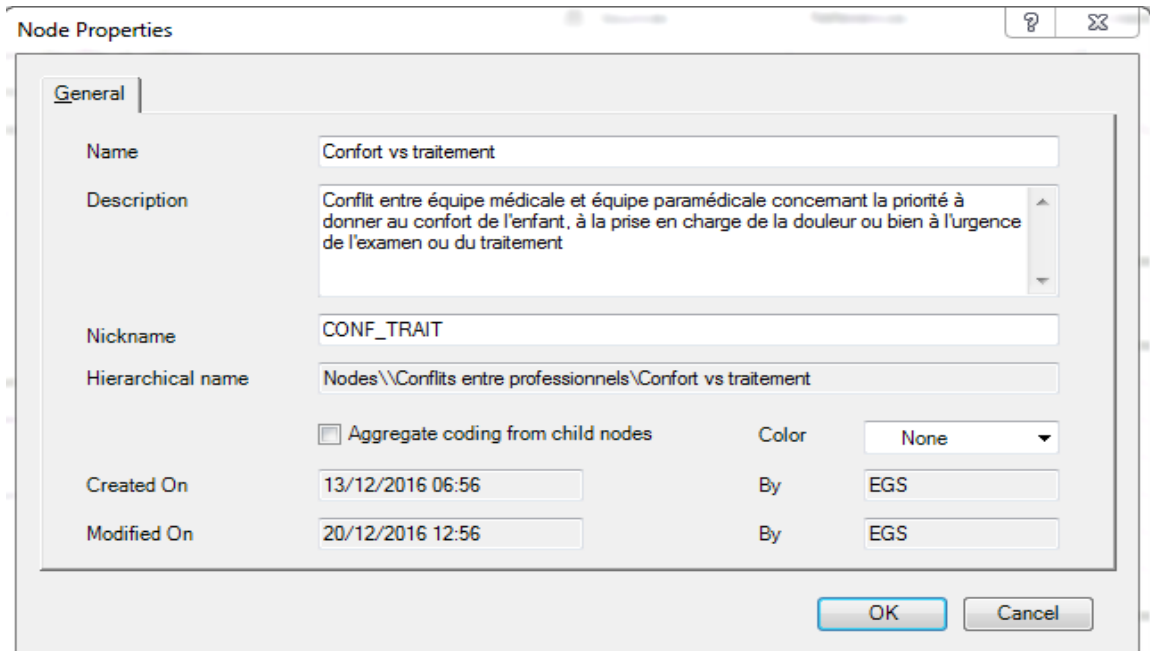 Node Properties
General
Name
Confort vs traitement
Description
Conflit entre équipe médicale et équipe paramédicale concernant la priorité à
donner au confort de l'enfant, à la prise en charge de la douleur ou bien à l'urgence
de l'examen ou du traitement
Nickname
CONF_TRAIT
Hierarchical name
Nodes\\Conflits entre professionnels\Confort vs traitement
Aggregate coding from child nodes
Color
None
Created On
13/12/2016 06:56
By
EGS
Modified On
20/12/2016 12:56
By
EGS
OK
Cancel